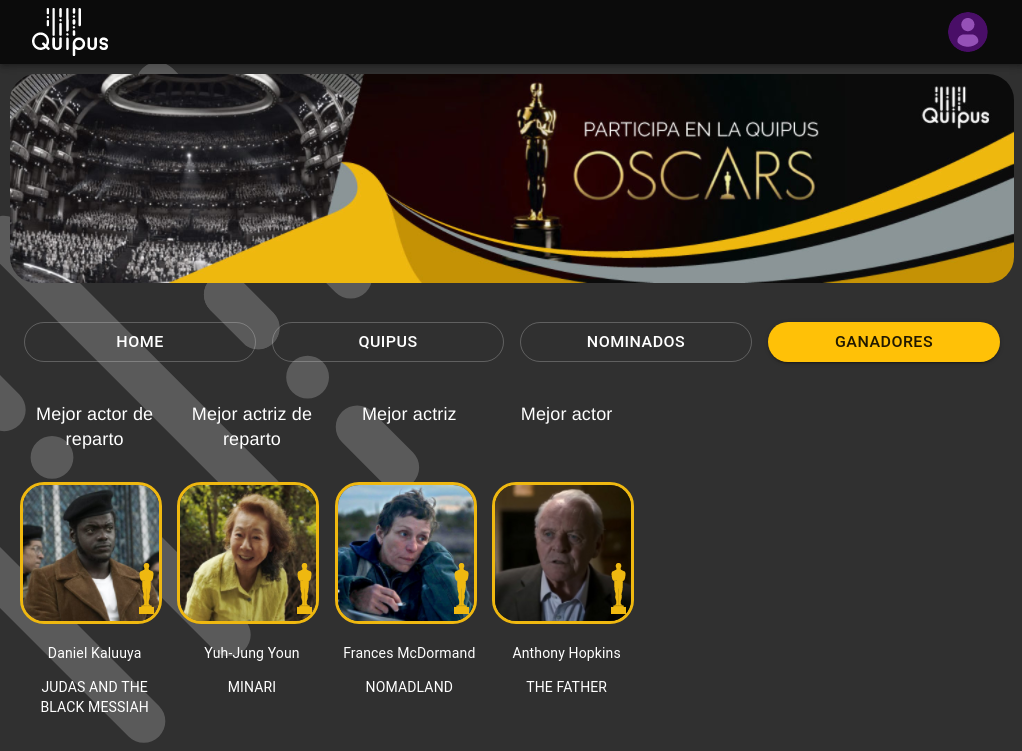 Quipus
Quipus
PARTICIPA EN LA QUIPUS
OSCARS
HOME
QUIPUS
NOMINADOS
GANADORES
Mejor actor de
reparto
Mejor actriz de
reparto
Mejor actriz
Mejor actor
Daniel Kaluuya
Yuh-Jung Youn
Frances McDormand
Anthony Hopkins
JUDAS AND THE
BLACK MESSIAH
MINARI
NOMADLAND
THE FATHER